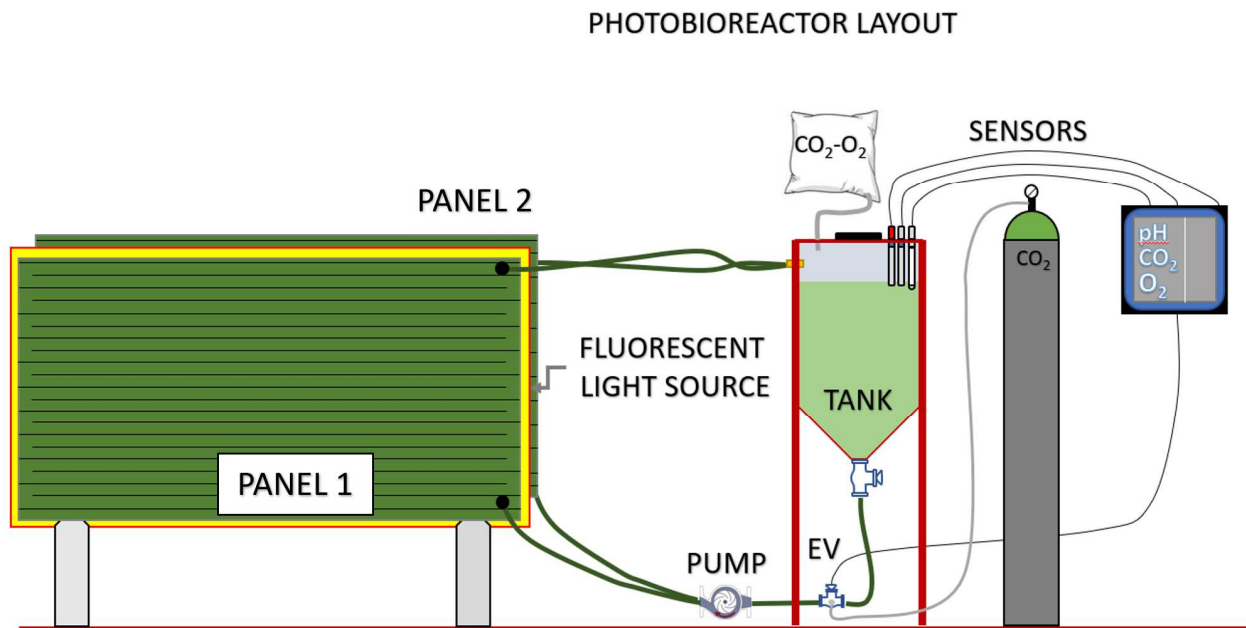 PHOTOBIOREACTOR LAYOUT
CO₂-O₂
SENSORS
PANEL 2
pH
CO₂
O₂
CO₂
FLUORESCENT
LIGHT SOURCE
TANK
PANEL 1
EV
PUMP